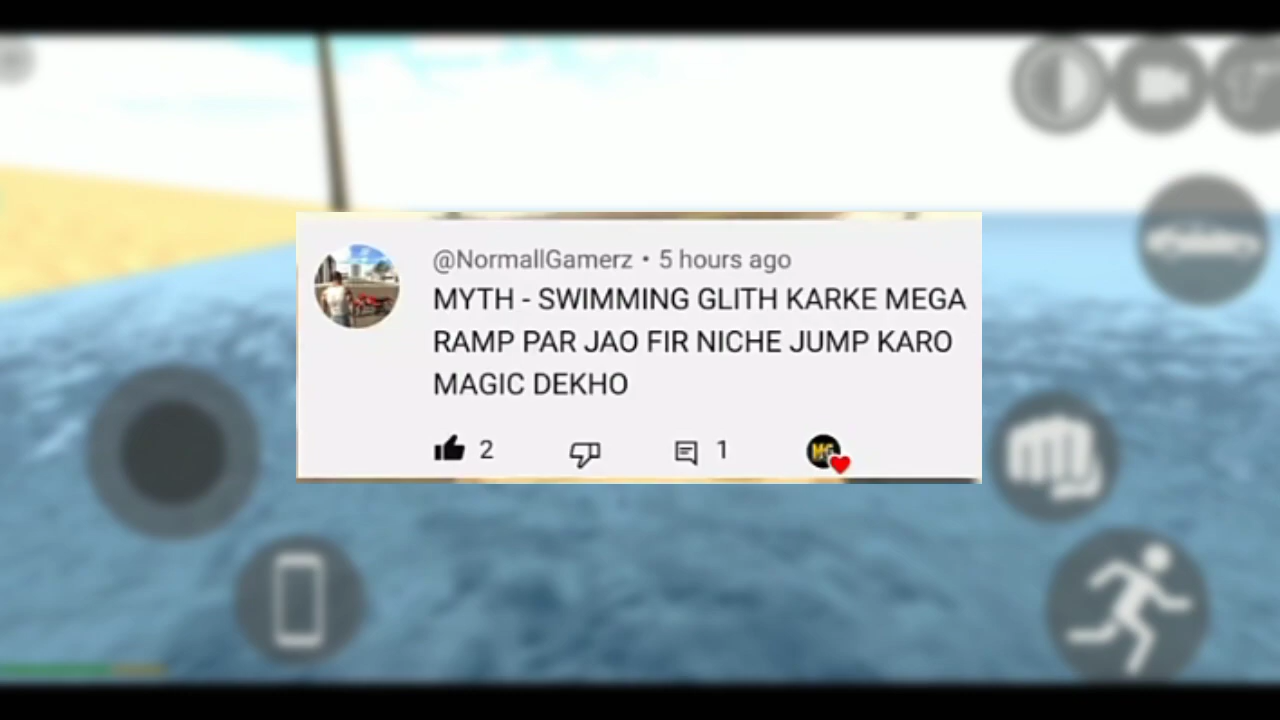 @NormallGamerz • 5 hours ago
MYTH - SWIMMING GLITH KARKE MEGA
RAMP PAR JAO FIR NICHE JUMP KARO
MAGIC DEKHO
2 1